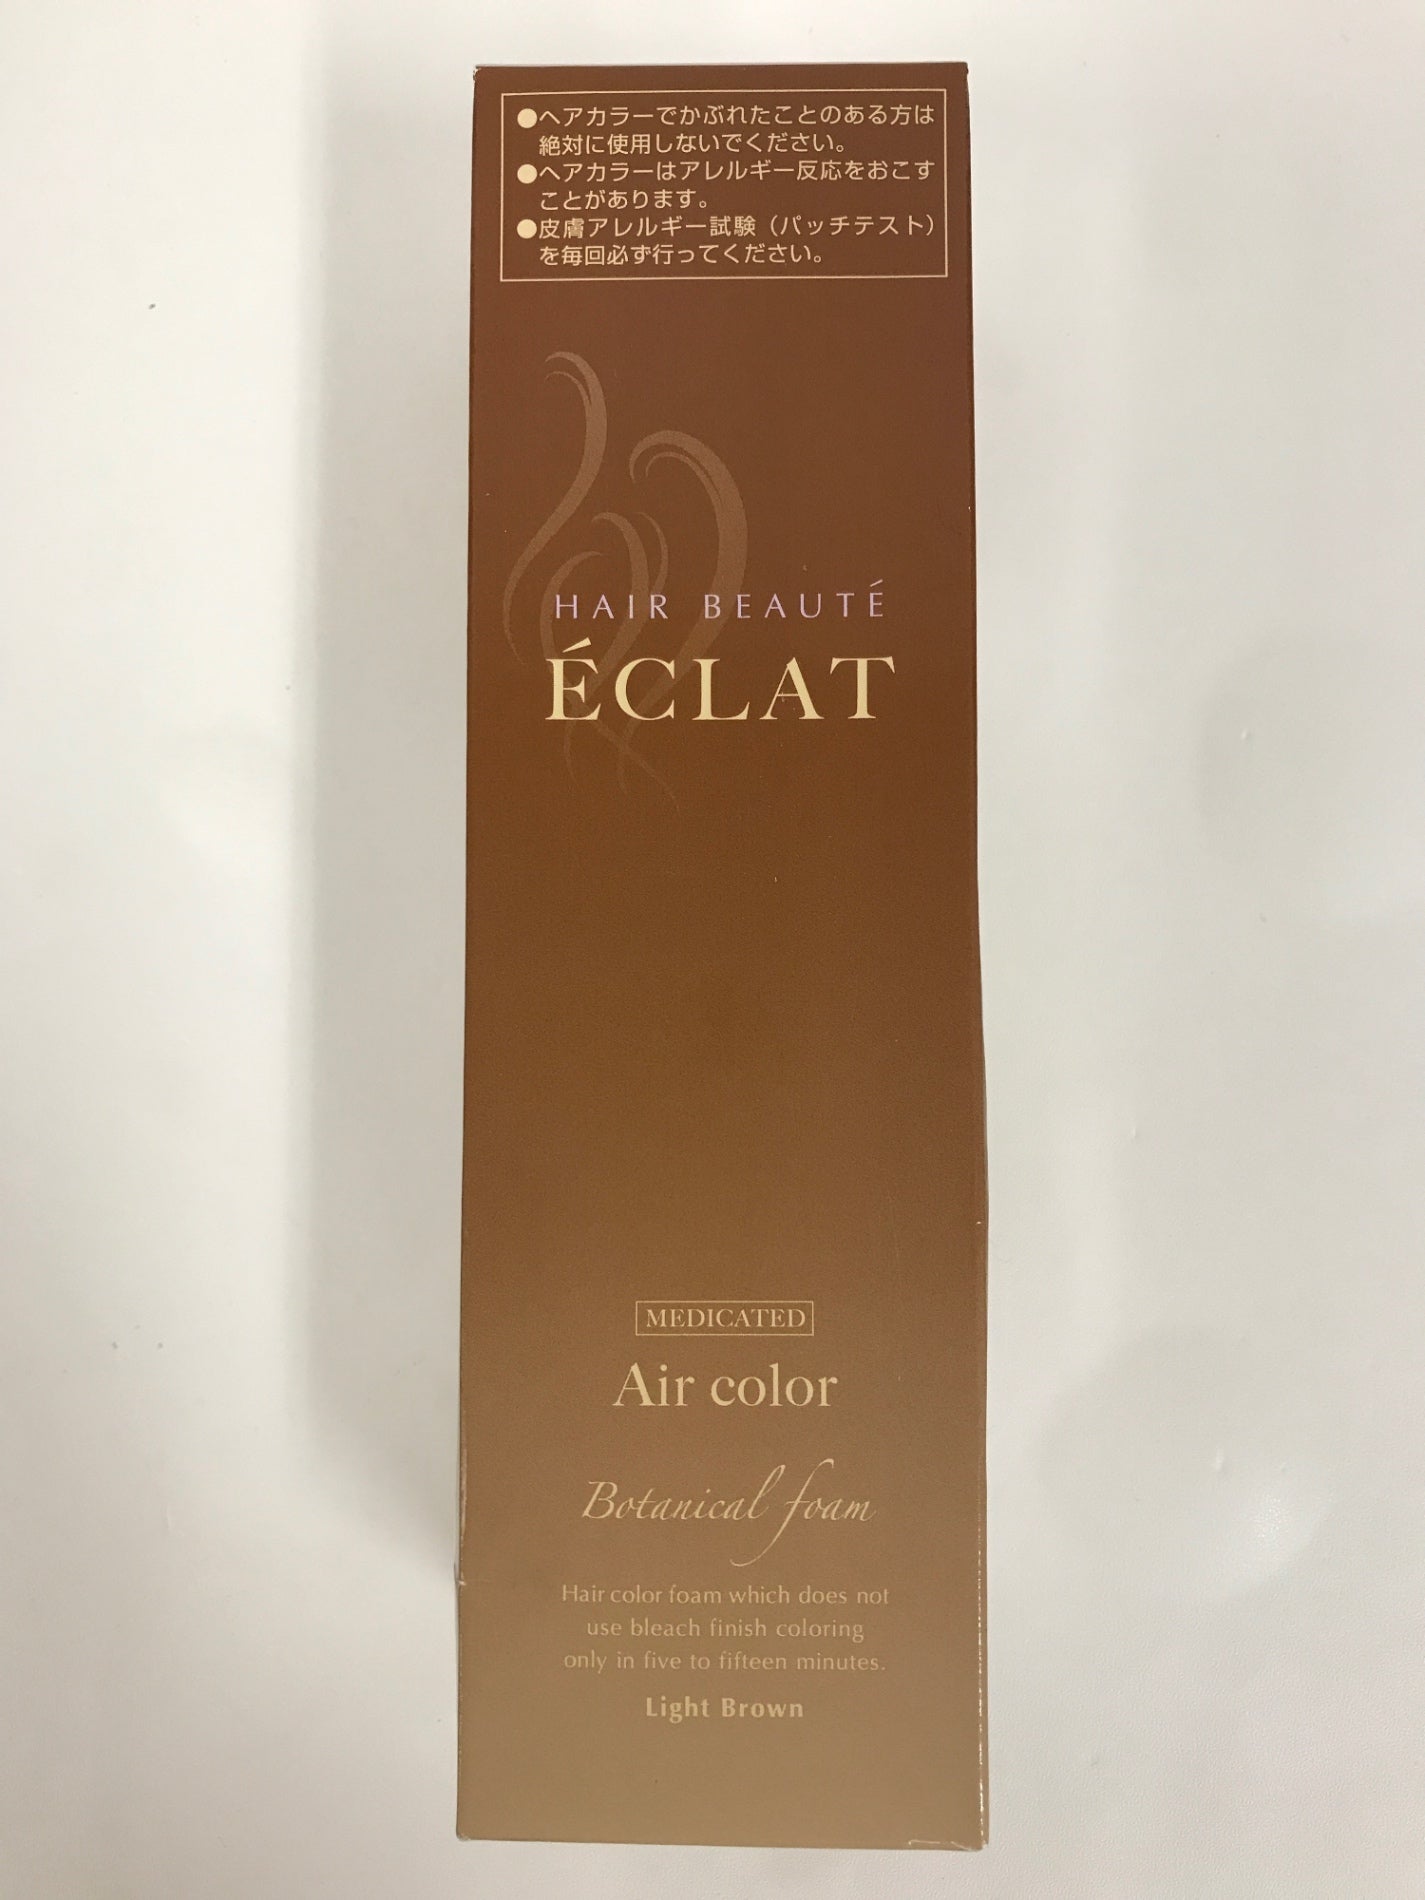 ●ヘアカラーでかぶれたことのある方は
絶対に使用しないでください。
●ヘアカラーはアレルギー反応をおこす
ことがあります。
●皮膚アレルギー試験（パッチテスト）
を毎回必ず行ってください。
HAIR BEAUTÉ
ÉCLAT
MEDICATED
Air color
Botanical foam
Hair color foam which does not
use bleach finish coloring
only in five to fifteen minutes.
Light Brown